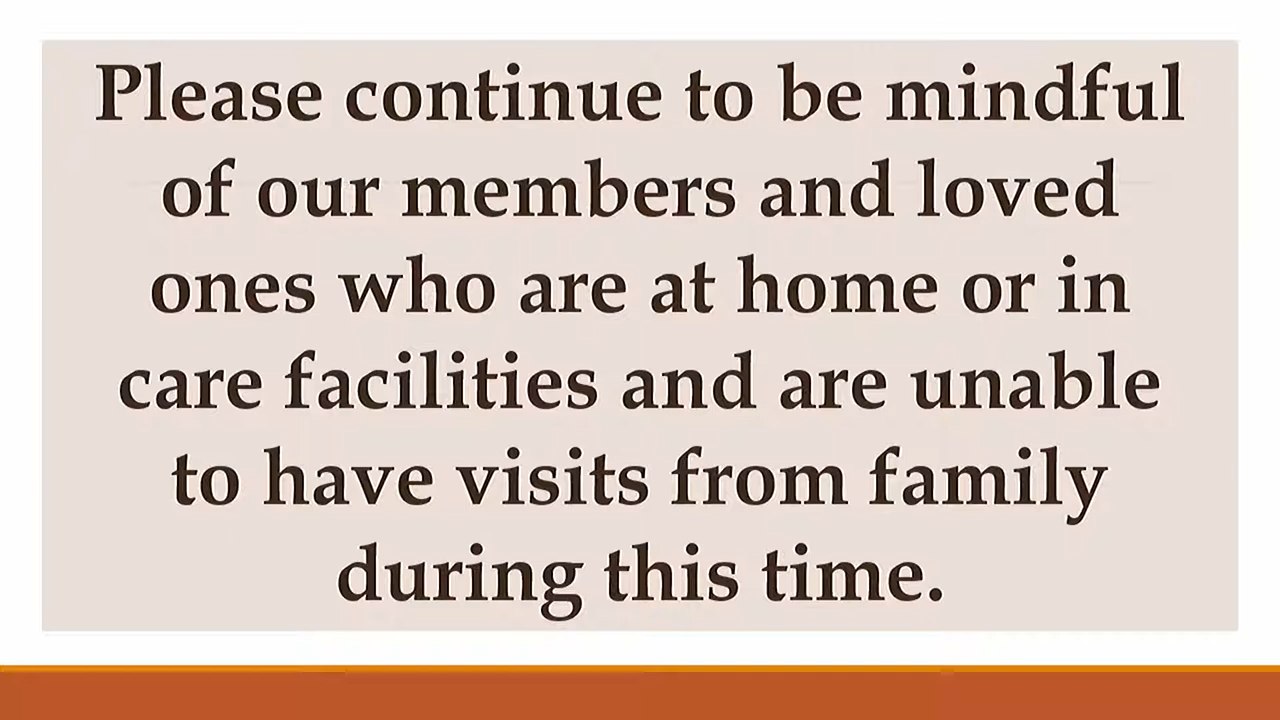 Please continue to be mindful
of our members and loved
ones who are at home or in
care facilities and are unable
to have visits from family
during this time.